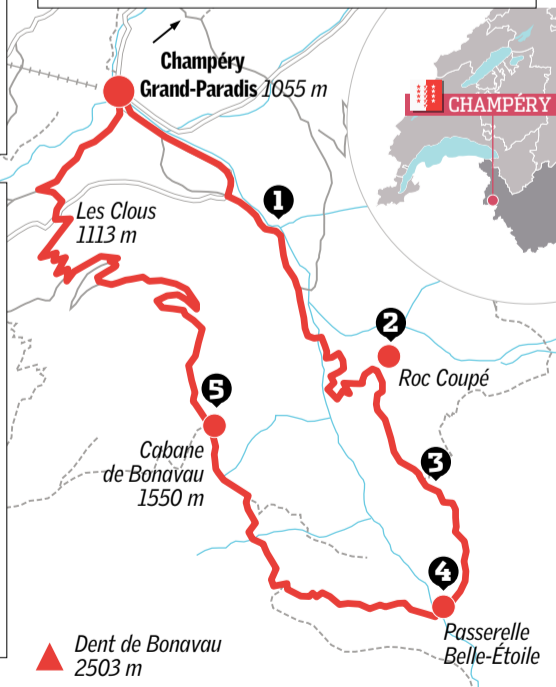 Champéry
Grand-Paradis 1055 m
CHAMPÉRY
Les Clous
1113 m
1
2
Roc Coupé
5
3
Cabane
de Bonavau
1550 m
4
Passerelle
Belle-Étoile
Dent de Bonavau
2503 m